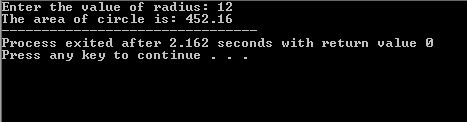 Enter the value of radius: 12
The area of circle is: 452.16
--------------------------------
Process exited after 2.162 seconds with return value 0
Press any key to continue . . .